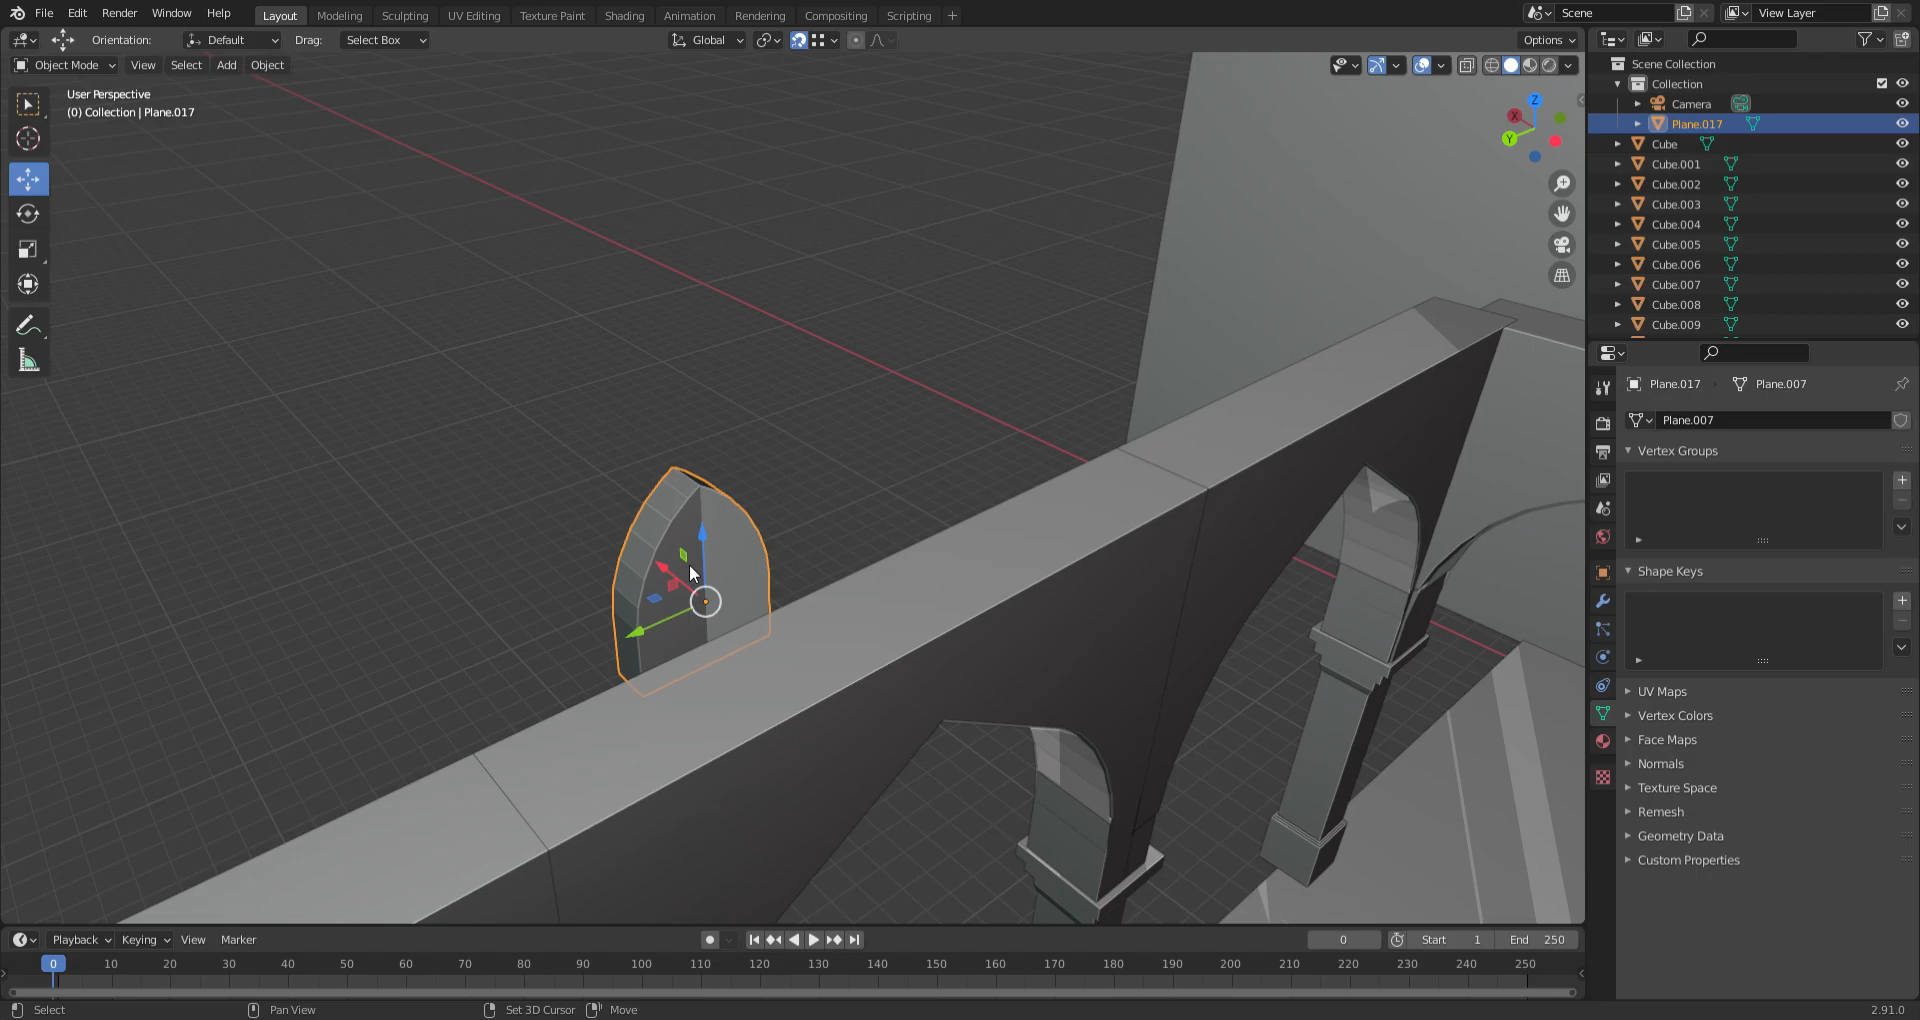 File Edit Render Window Help
Layout Modeling Sculpting UV Editing Texture Paint Shading Animation Rendering Compositing Scripting +
Scene
View Layer
Orientation: Default Drag: Select Box Global Options
Object Mode View Select Add Object
User Perspective
(0) Collection | Plane.017
Z
X
Y
Scene Collection
Collection
Camera
Plane.017
Cube
Cube.001
Cube.002
Cube.003
Cube.004
Cube.005
Cube.006
Cube.007
Cube.008
Cube.009
Plane.017 Plane.007
Plane.007
Vertex Groups
Shape Keys
UV Maps
Vertex Colors
Face Maps
Normals
Texture Space
Remesh
Geometry Data
Custom Properties
Playback Keying View Marker
0 Start 1 End 250
0 10 20 30 40 50 60 70 80 90 100 110 120 130 140 150 160 170 180 190 200 210 220 230 240 250
Select Pan View Set 3D Cursor Move 2.91.0